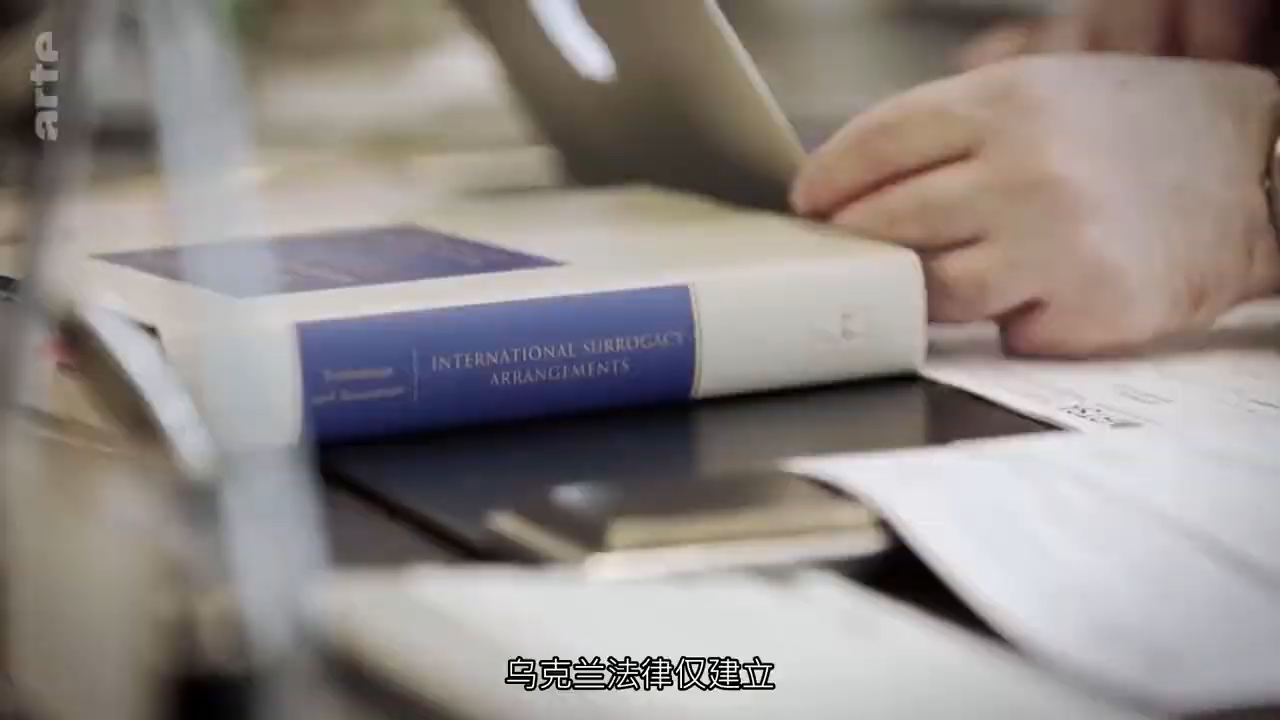 arte
INTERNATIONAL SURROGACY
ARRANGEMENTS
乌克兰法律仅建立